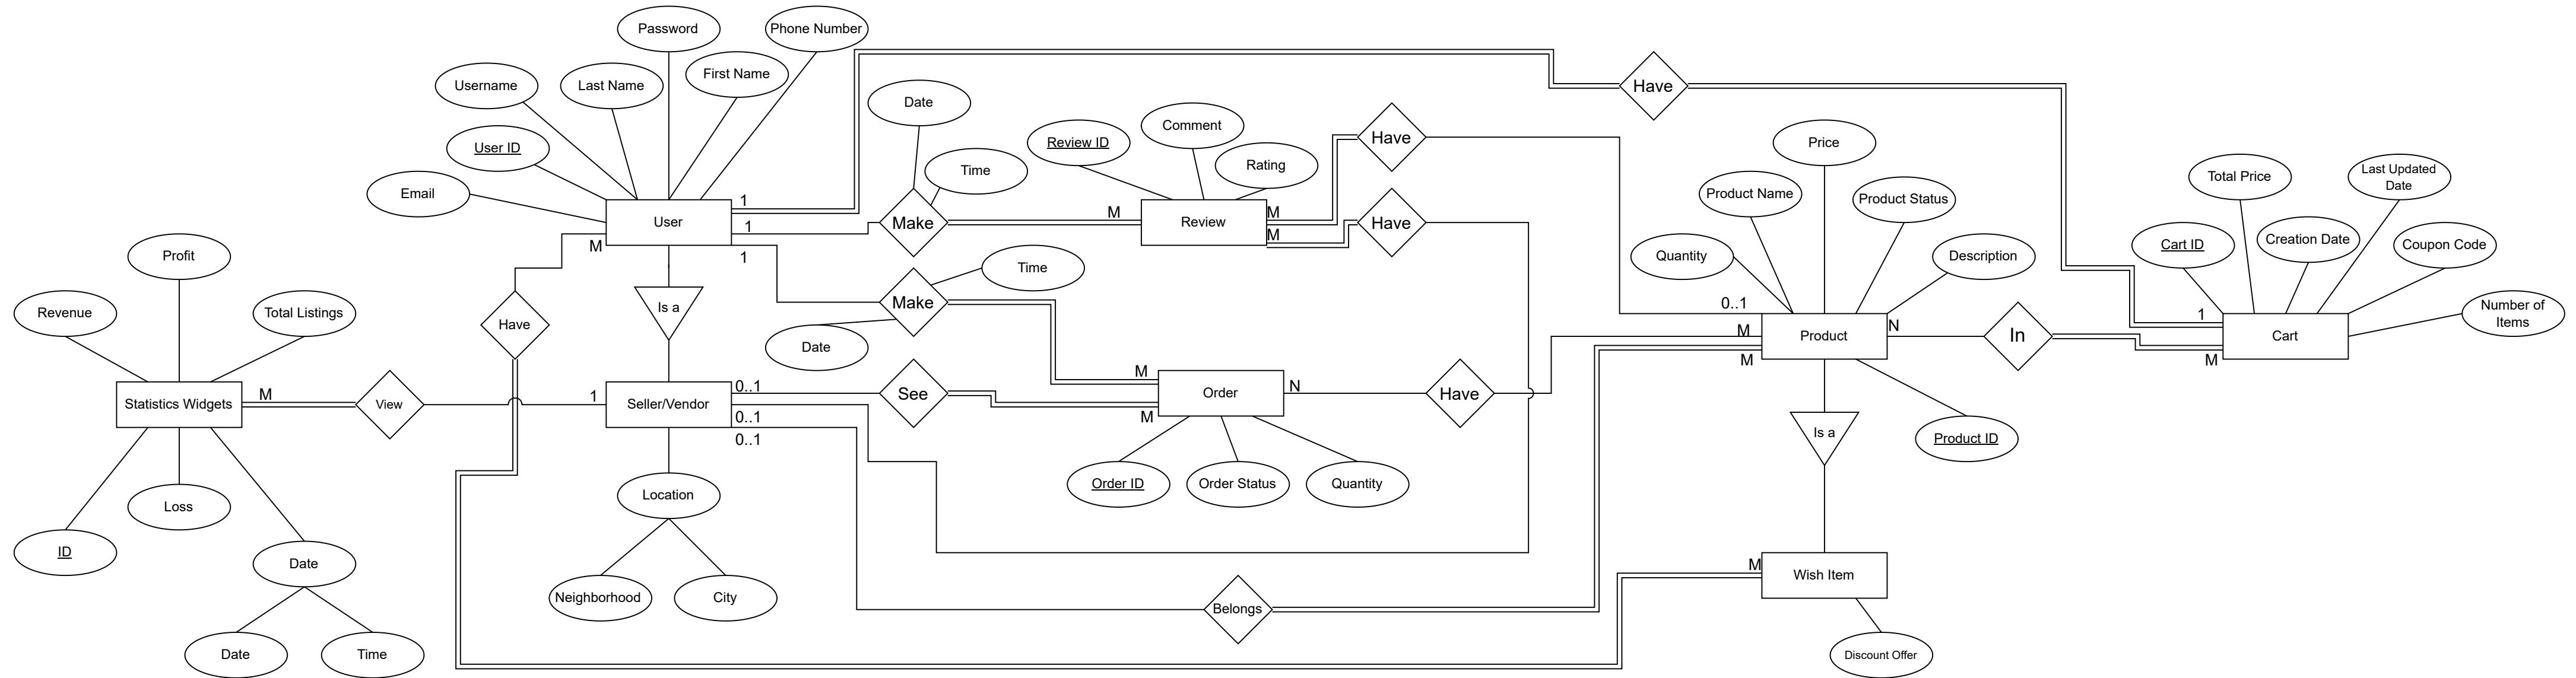 Password
Phone Number
Username
Last Name
First Name
Have
Date
Comment
Price
User ID
Review ID
Rating
Time
Email
Product Name
Product Status
Total Price
Last Updated
Date
1
1
1
User
M
Make
M
Review
M
M
Have
Have
Cart ID
Creation Date
Coupon Code
Profit
Quantity
Description
Revenue
Total Listings
Have
Is a
Make
Time
Date
0..1
M
M
Product
N
In
1
M
Cart
Number of
Items
Statistics Widgets
M
View
1
Seller/Vendor
0..1
0..1
0..1
See
M
M
Order
N
Have
Is a
Product ID
Loss
Location
Order ID
Order Status
Quantity
ID
Date
Neighborhood
City
Belongs
M
Wish Item
Date
Time
Discount Offer